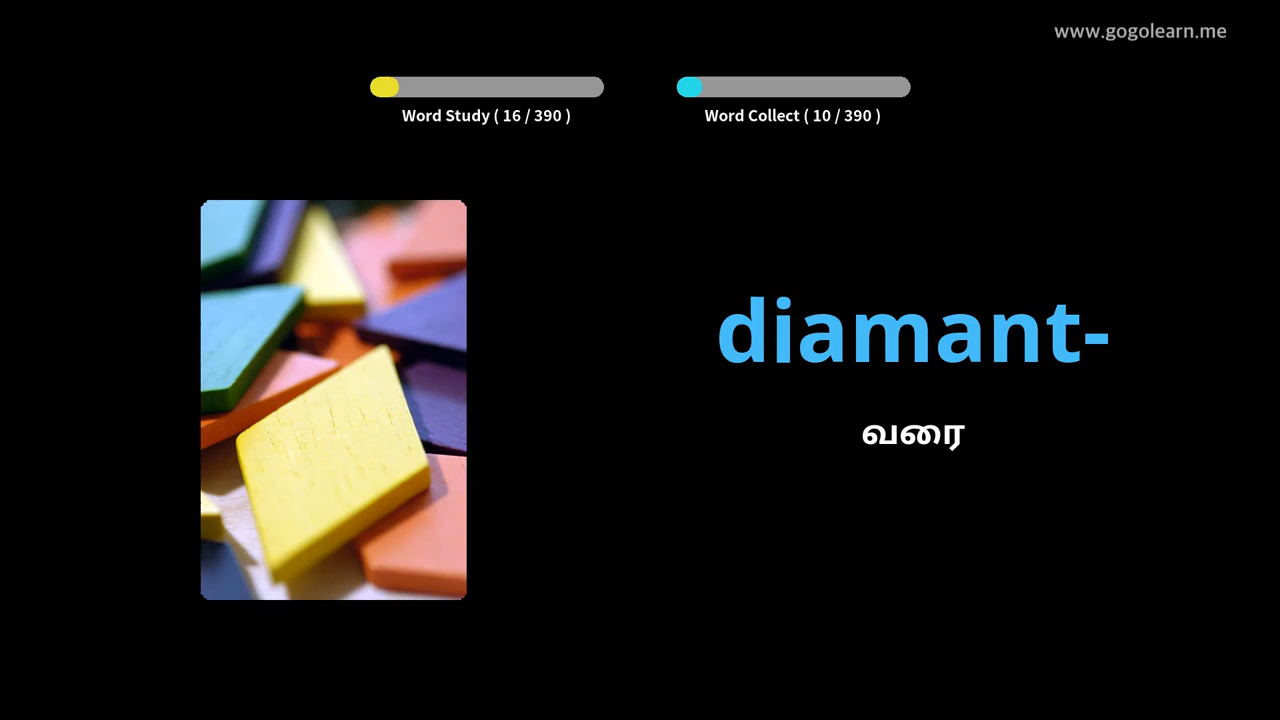 www.gogolearn.me
Word Study ( 16 / 390 )
Word Collect ( 10 / 390 )
diamant-
வரை